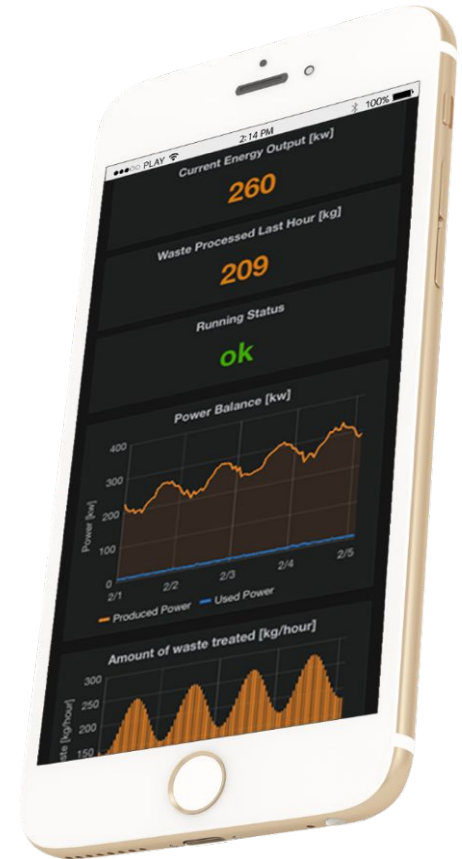 PLAY 2:14 PM 100%
Current Energy Output [kw]
260
Waste Processed Last Hour [kg]
209
Running Status
ok
Power Balance [kw]
400
300
200
100
0
Power [kw]
2/1 2/2 2/3 2/4 2/5
Produced Power Used Power
Amount of waste treated [kg/hour]
300
250
200
150
[kg/hour]